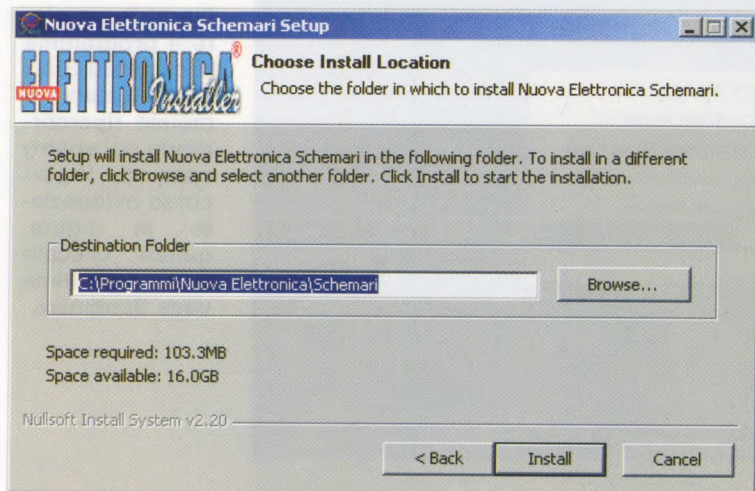 Nuova Elettronica Schemari Setup
NUOVA
ELETTRONICA®
Installer
Choose Install Location
Choose the folder in which to install Nuova Elettronica Schemari.
Setup will install Nuova Elettronica Schemari in the following folder. To install in a different
folder, click Browse and select another folder. Click Install to start the installation.
Destination Folder
C:\Programmi\Nuova Elettronica\Schemari
Browse...
Space required: 103.3MB
Space available: 16.0GB
Nullsoft Install System v2.20
< Back
Install
Cancel